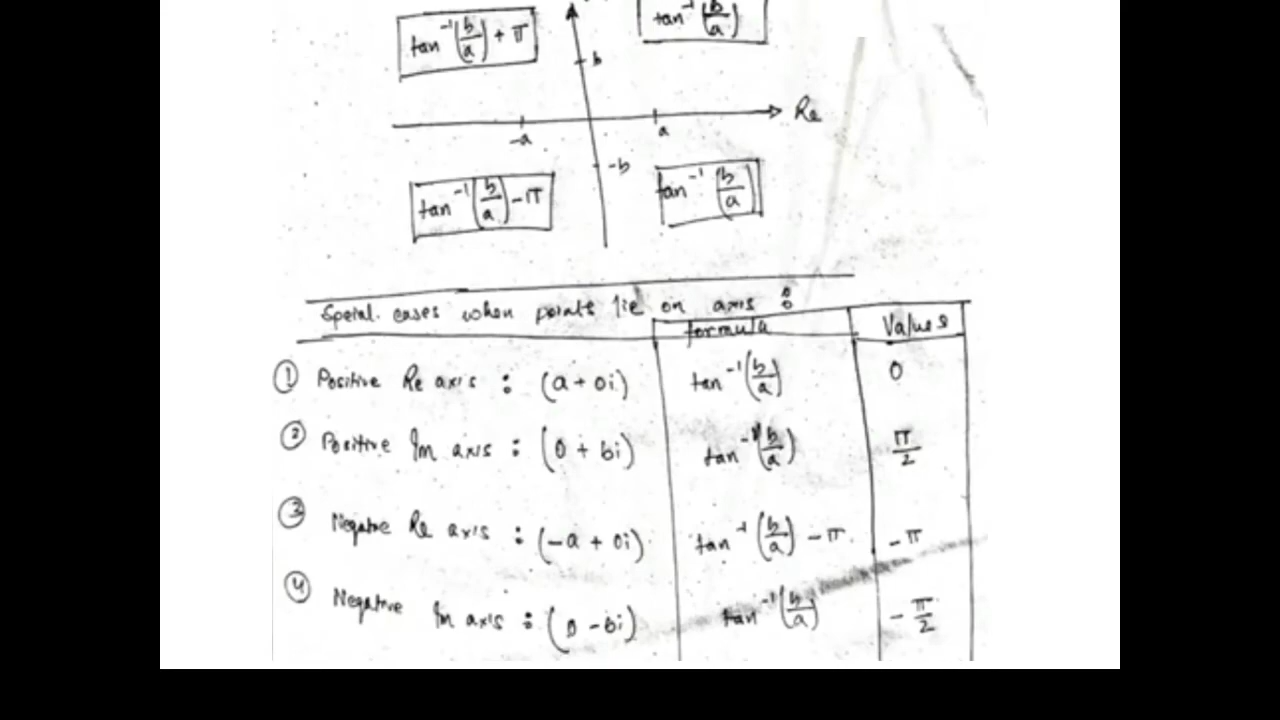 tan⁻¹(b/a) + π
tan⁻¹(b/a)
b
Re
-a
a
-b
tan⁻¹(b/a) - π
tan⁻¹(b/a)
Speial. cases when points lie on axis :
formula
Values
① Positive Re axis : (a + 0i) tan⁻¹(b/a) 0
② Positive Im axis : (0 + bi) tan⁻¹(b/a) π/2
③ Negative Re axis : (-a + 0i) tan⁻¹(b/a) - π -π
④ Negative Im axis : (0 - bi) tan⁻¹(b/a) -π/2